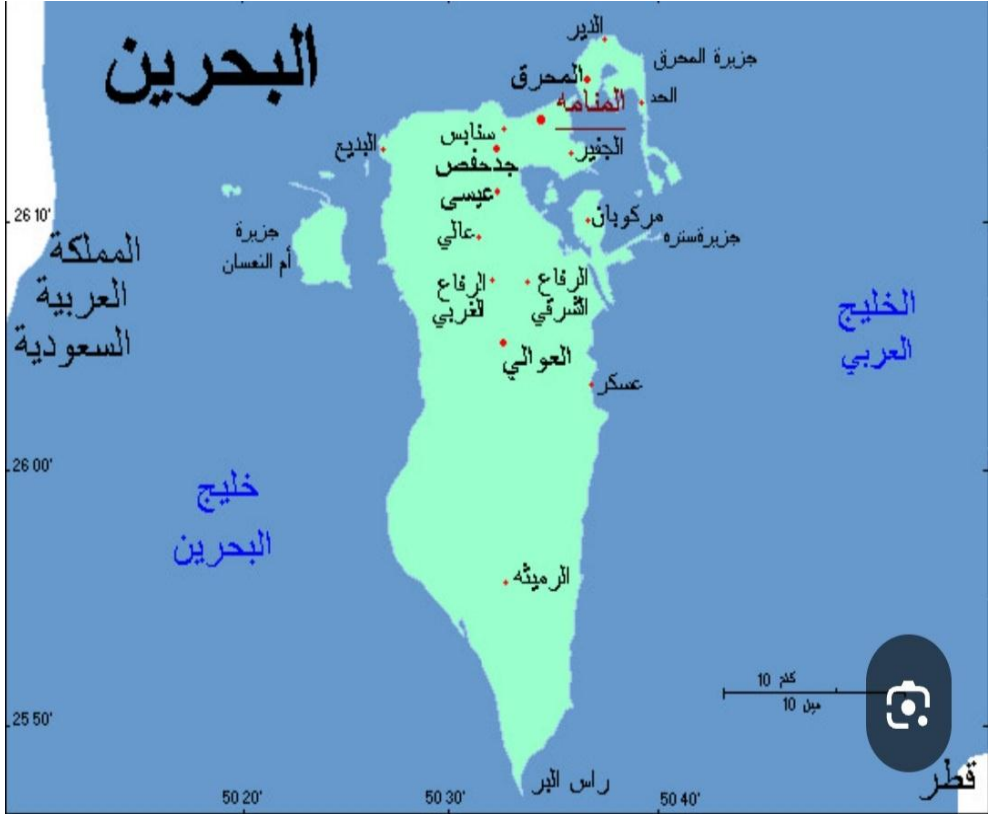 البحرين
الدير
جزيرة المحرق
المحرق
الحد
المنامه
سنابس
الجفير
البديع
جدحفص
عيسى
مركوبان
26 10'
جزيرة
أم النعسان
عالي
جزيرةستره
المملكة
العربية
السعودية
الرفاع
الغربي
الرفاع
الشرقي
الخليج
العربي
العوالي
عسكر
26 00'
خليج
البحرين
الرميثه
10 كلم
10 ميل
25 50'
راس البر
قطر
50 20'
50 30'
50 40'